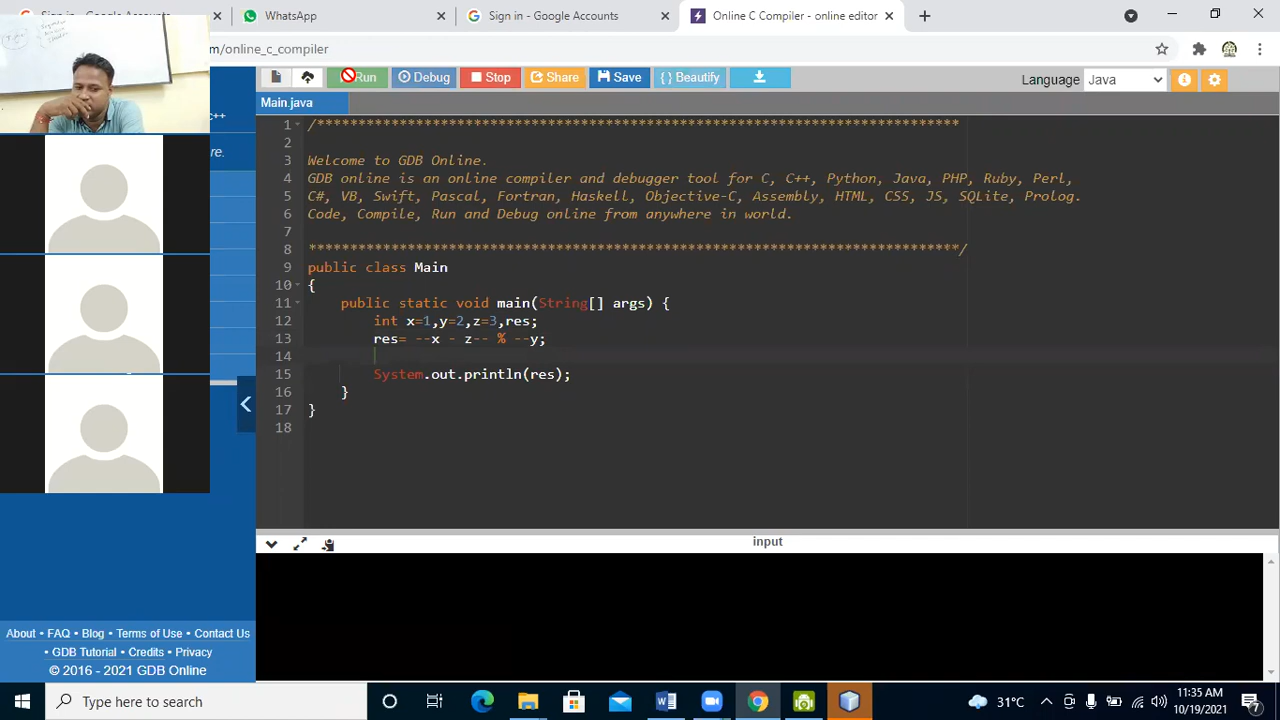 WhatsApp
Sign in - Google Accounts
Online C Compiler - online editor
m/online_c_compiler
Run
Debug
Stop
Share
Save
{ } Beautify
Language
Java
Main.java
c++
re.
1 /******************************************************************************
2
3 Welcome to GDB Online.
4 GDB online is an online compiler and debugger tool for C, C++, Python, Java, PHP, Ruby, Perl,
5 C#, VB, Swift, Pascal, Fortran, Haskell, Objective-C, Assembly, HTML, CSS, JS, SQLite, Prolog.
6 Code, Compile, Run and Debug online from anywhere in world.
7
8 *******************************************************************************/
9 public class Main
10 {
11 public static void main(String[] args) {
12 int x=1,y=2,z=3,res;
13 res= --x - z-- % --y;
14
15 System.out.println(res);
16 }
17 }
18
input
About • FAQ • Blog • Terms of Use • Contact Us
• GDB Tutorial • Credits • Privacy
© 2016 - 2021 GDB Online
Type here to search
31°C
11:35 AM
10/19/2021
7